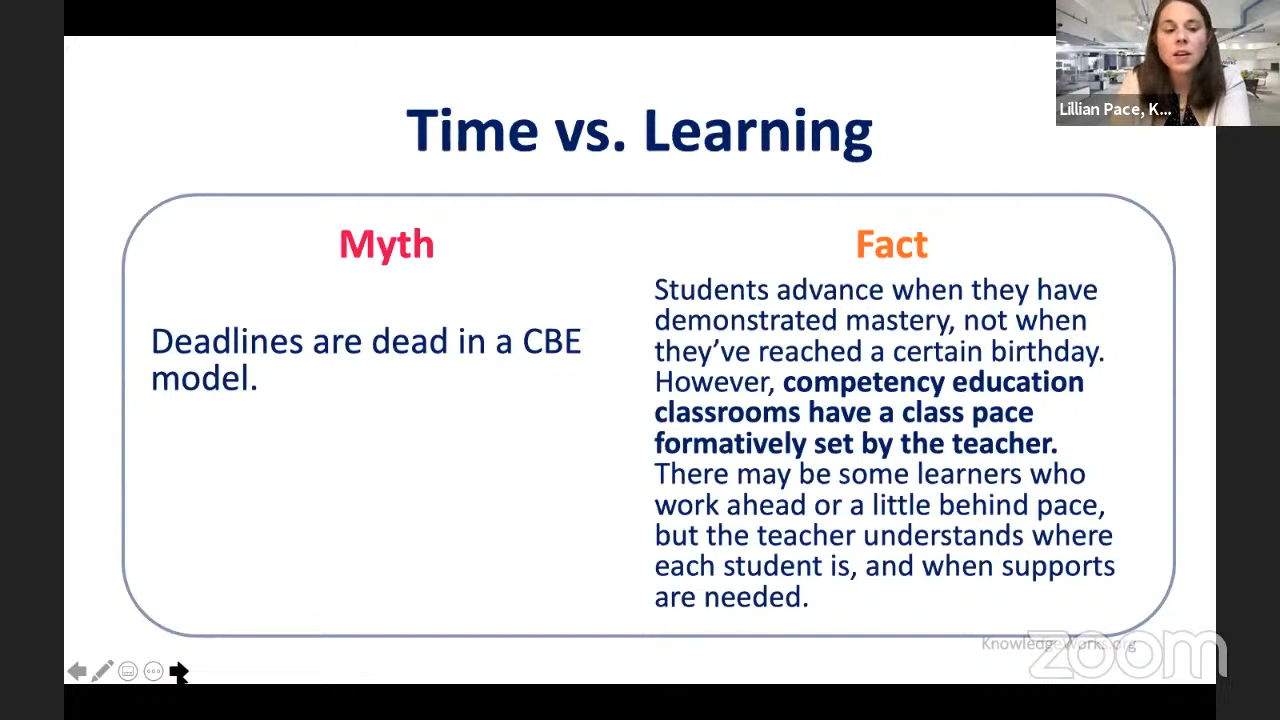 Lillian Pace, K...
Time vs. Learning
Myth
Deadlines are dead in a CBE
model.
Fact
Students advance when they have
demonstrated mastery, not when
they’ve reached a certain birthday.
However, competency education
classrooms have a class pace
formatively set by the teacher.
There may be some learners who
work ahead or a little behind pace,
but the teacher understands where
each student is, and when supports
are needed.
KnowledgeWorks.org
zoom